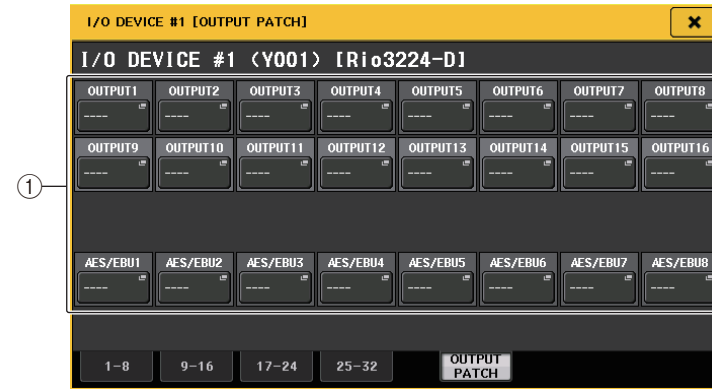 I/O DEVICE #1 [OUTPUT PATCH]
I/O DEVICE #1 (Y001) [Rio3224-D]
OUTPUT1 OUTPUT2 OUTPUT3 OUTPUT4 OUTPUT5 OUTPUT6 OUTPUT7 OUTPUT8
---- ---- ---- ---- ---- ---- ---- ----
OUTPUT9 OUTPUT10 OUTPUT11 OUTPUT12 OUTPUT13 OUTPUT14 OUTPUT15 OUTPUT16
---- ---- ---- ---- ---- ---- ---- ----
①
AES/EBU1 AES/EBU2 AES/EBU3 AES/EBU4 AES/EBU5 AES/EBU6 AES/EBU7 AES/EBU8
---- ---- ---- ---- ---- ---- ---- ----
1-8 9-16 17-24 25-32 OUTPUT
PATCH